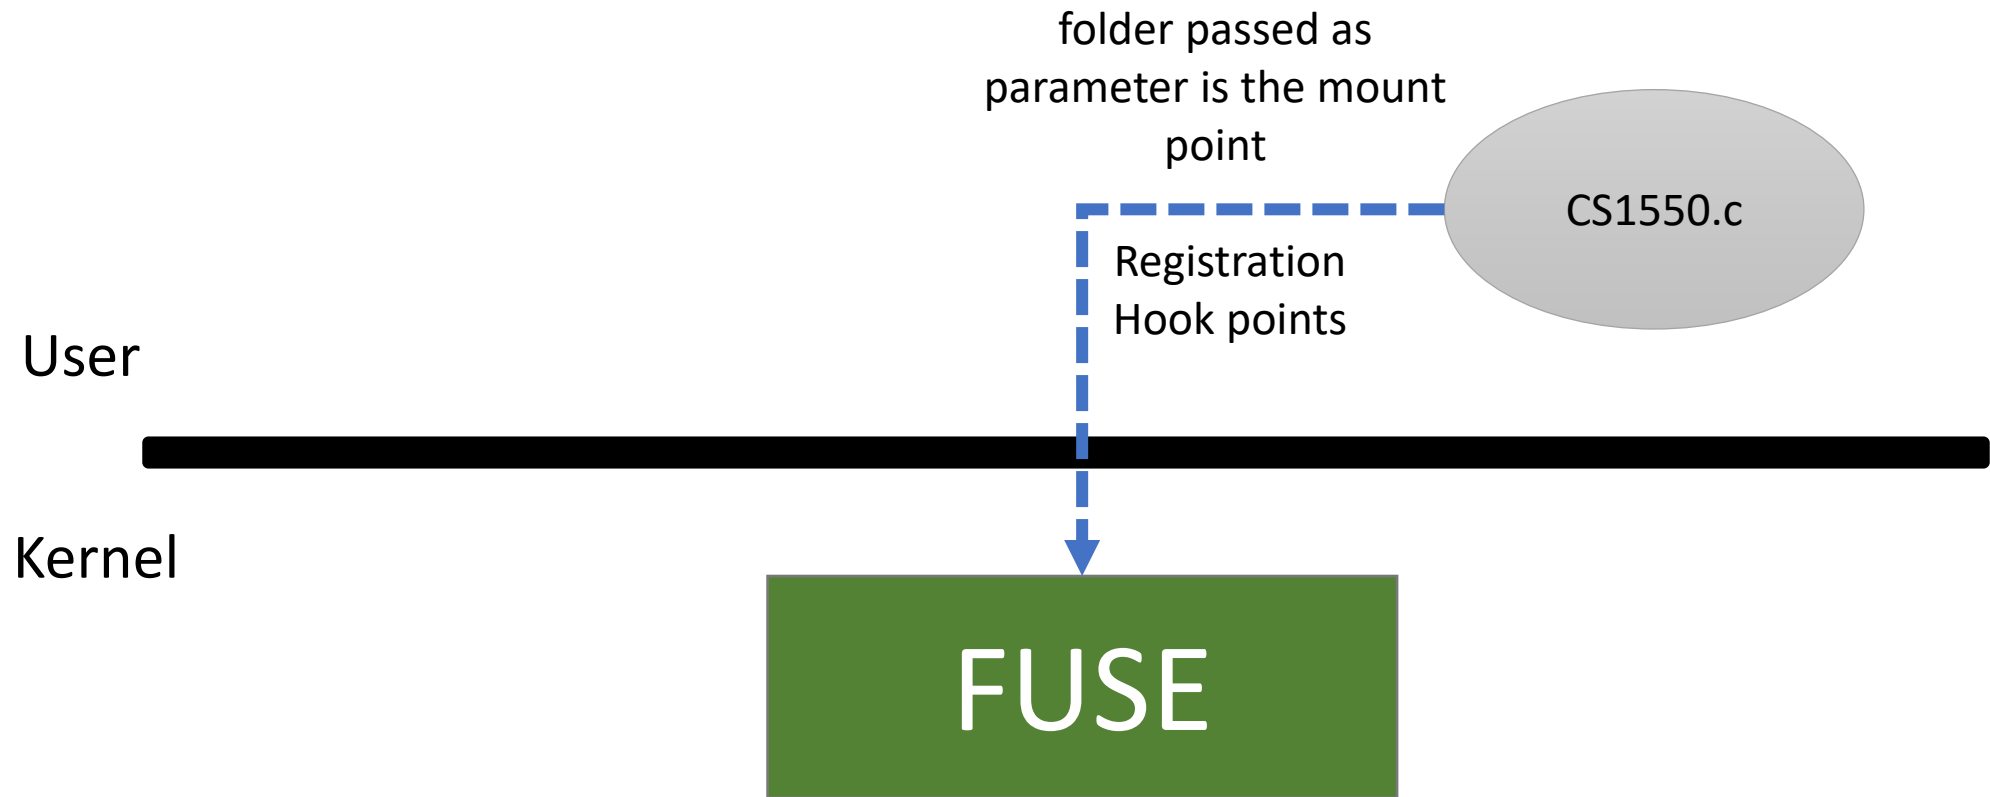 folder passed as
parameter is the mount
point
CS1550.c
Registration
Hook points
User
Kernel
FUSE